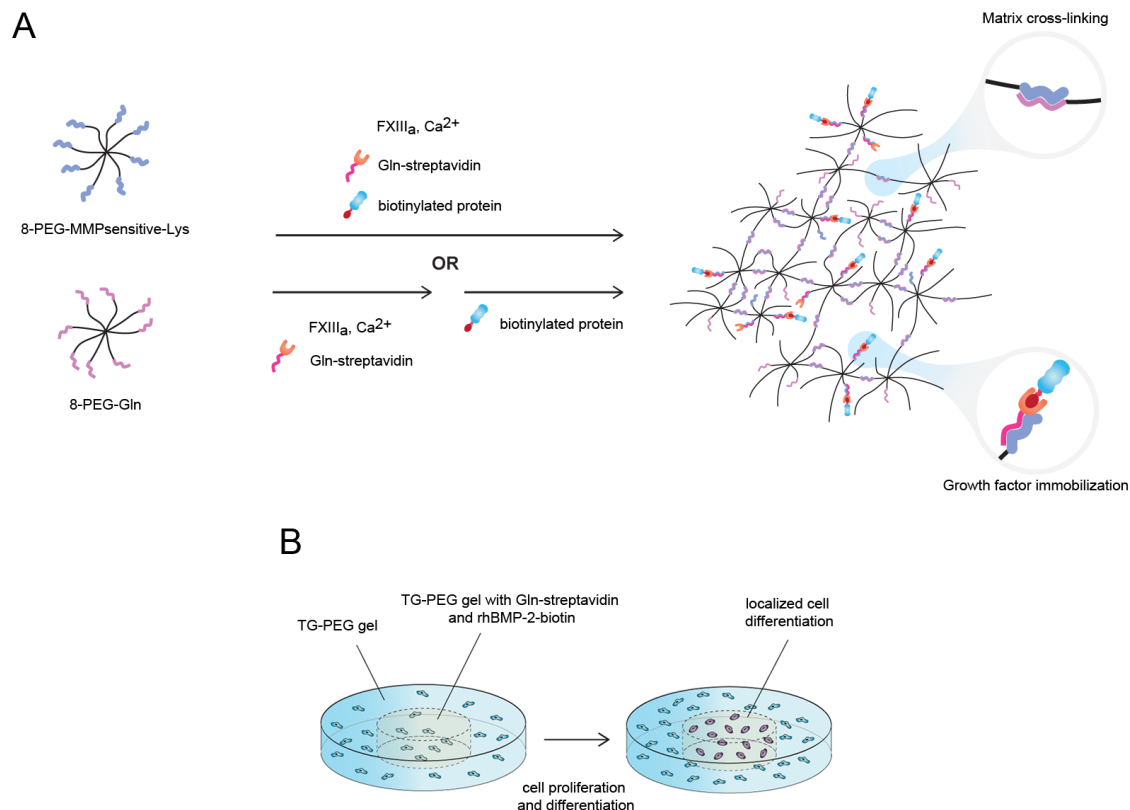 A
Matrix cross-linking
FXIIIa, Ca2+
Gln-streptavidin
biotinylated protein
8-PEG-MMPsensitive-Lys
OR
FXIIIa, Ca2+
biotinylated protein
Gln-streptavidin
8-PEG-Gln
Growth factor immobilization
B
TG-PEG gel
TG-PEG gel with Gln-streptavidin
and rhBMP-2-biotin
localized cell
differentiation
cell proliferation
and differentiation